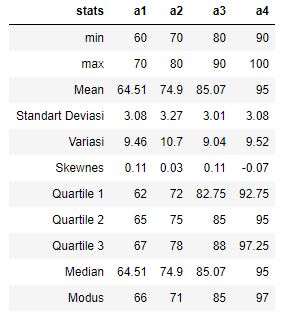 stats a1 a2 a3 a4
min 60 70 80 90
max 70 80 90 100
Mean 64.51 74.9 85.07 95
Standart Deviasi 3.08 3.27 3.01 3.08
Variasi 9.46 10.7 9.04 9.52
Skewnes 0.11 0.03 0.11 -0.07
Quartile 1 62 72 82.75 92.75
Quartile 2 65 75 85 95
Quartile 3 67 78 88 97.25
Median 64.51 74.9 85.07 95
Modus 66 71 85 97